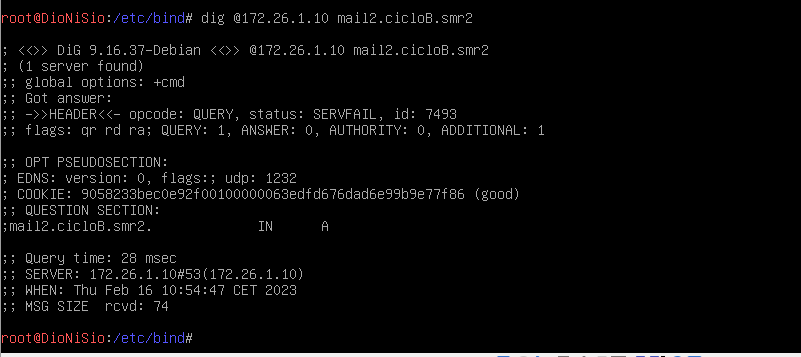 root@DioNiSio:/etc/bind# dig @172.26.1.10 mail2.cicloB.smr2
; <<>> DiG 9.16.37-Debian <<>> @172.26.1.10 mail2.cicloB.smr2
; (1 server found)
;; global options: +cmd
;; Got answer:
;; ->>HEADER<<- opcode: QUERY, status: SERVFAIL, id: 7493
;; flags: qr rd ra; QUERY: 1, ANSWER: 0, AUTHORITY: 0, ADDITIONAL: 1
;; OPT PSEUDOSECTION:
; EDNS: version: 0, flags:; udp: 1232
; COOKIE: 9058233bec0e92f00100000063edfd676dad6e99b9e77f86 (good)
;; QUESTION SECTION:
;mail2.cicloB.smr2. IN A
;; Query time: 28 msec
;; SERVER: 172.26.1.10#53(172.26.1.10)
;; WHEN: Thu Feb 16 10:54:47 CET 2023
;; MSG SIZE rcvd: 74
root@DioNiSio:/etc/bind#